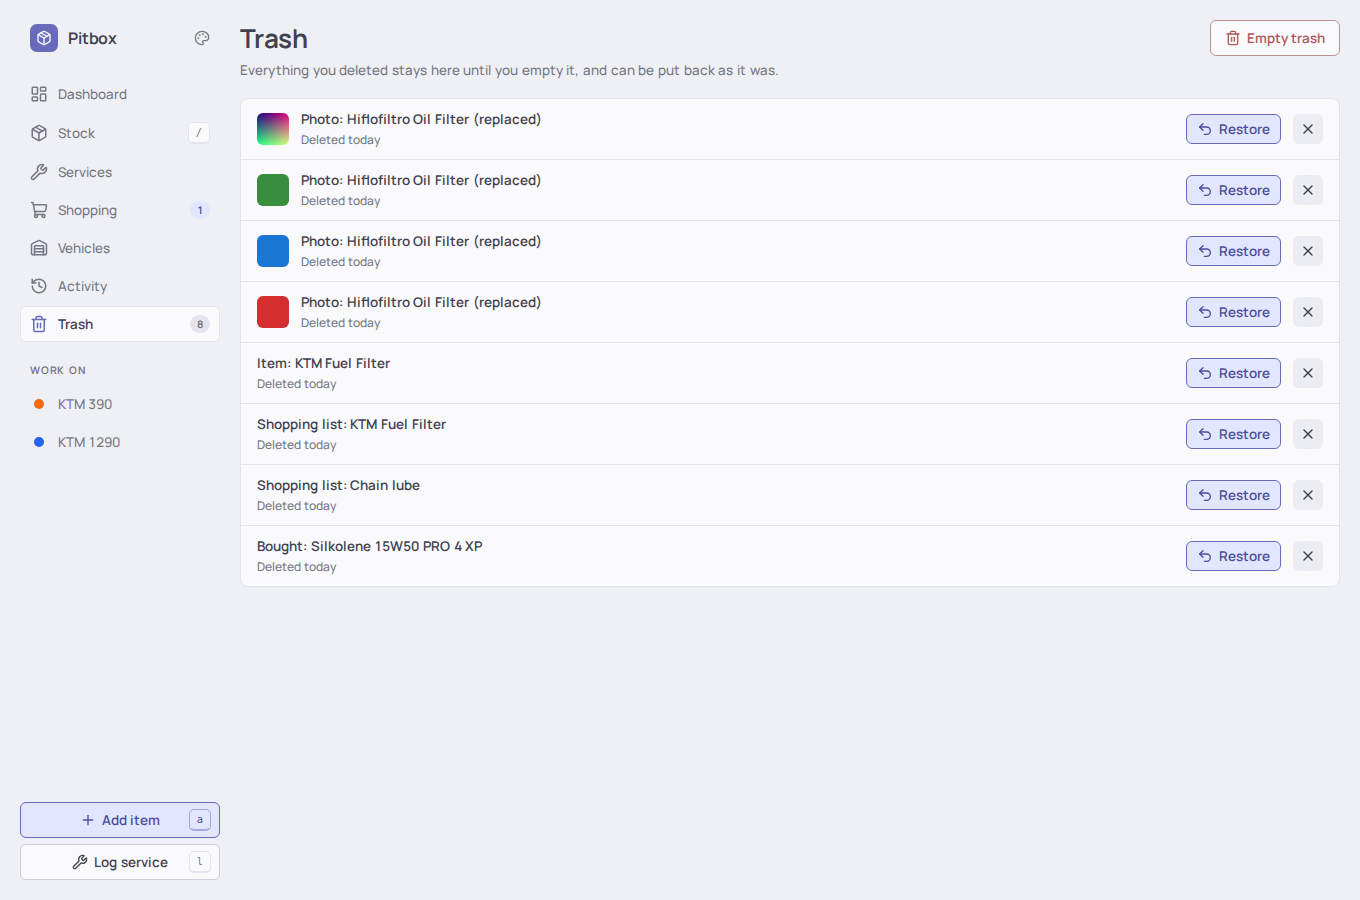 Pitbox
Dashboard
Stock /
Services
Shopping 1
Vehicles
Activity
Trash 8
WORK ON
KTM 390
KTM 1290
Add item a
Log service l
Trash
Empty trash
Everything you deleted stays here until you empty it, and can be put back as it was.
Photo: Hiflofiltro Oil Filter (replaced)
Deleted today
Restore
Photo: Hiflofiltro Oil Filter (replaced)
Deleted today
Restore
Photo: Hiflofiltro Oil Filter (replaced)
Deleted today
Restore
Photo: Hiflofiltro Oil Filter (replaced)
Deleted today
Restore
Item: KTM Fuel Filter
Deleted today
Restore
Shopping list: KTM Fuel Filter
Deleted today
Restore
Shopping list: Chain lube
Deleted today
Restore
Bought: Silkolene 15W50 PRO 4 XP
Deleted today
Restore